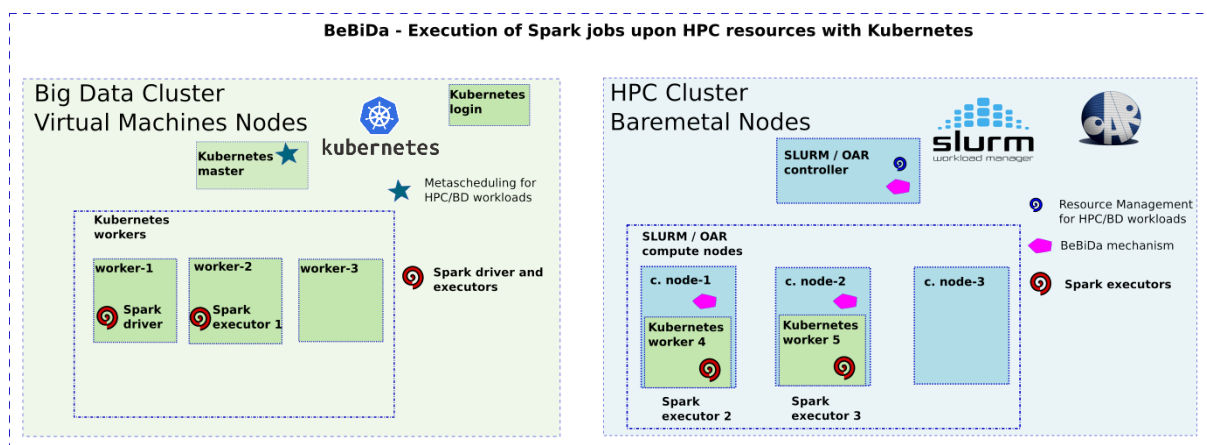 BeBiDa - Execution of Spark jobs upon HPC resources with Kubernetes
Big Data Cluster
Virtual Machines Nodes
Kubernetes
login
kubernetes
Kubernetes
master
Metascheduling for
HPC/BD workloads
Kubernetes
workers
worker-1
worker-2
worker-3
Spark
driver
Spark
executor 1
Spark driver and
executors
HPC Cluster
Baremetal Nodes
SLURM / OAR
controller
slurm
workload manager
OAR
Resource Management
for HPC/BD workloads
BeBiDa mechanism
Spark executors
SLURM / OAR
compute nodes
c. node-1
c. node-2
c. node-3
Kubernetes
worker 4
Kubernetes
worker 5
Spark
executor 2
Spark
executor 3